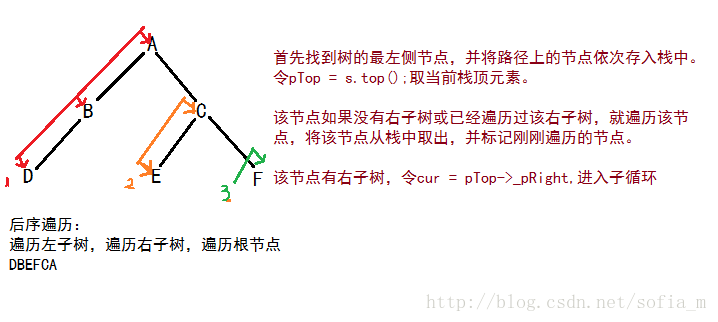 A
B
C
D
E
F
1
2
3
首先找到树的最左侧节点，并将路径上的节点依次存入栈中。
令pTop = s.top();取当前栈顶元素。
该节点如果没有右子树或已经遍历过该右子树，就遍历该节
点，将该节点从栈中取出，并标记刚刚遍历的节点。
该节点有右子树，令cur = pTop->_pRight,进入子循环
后序遍历：
遍历左子树，遍历右子树，遍历根节点
DBEFCA
http://blog.csdn.net/sofia_m